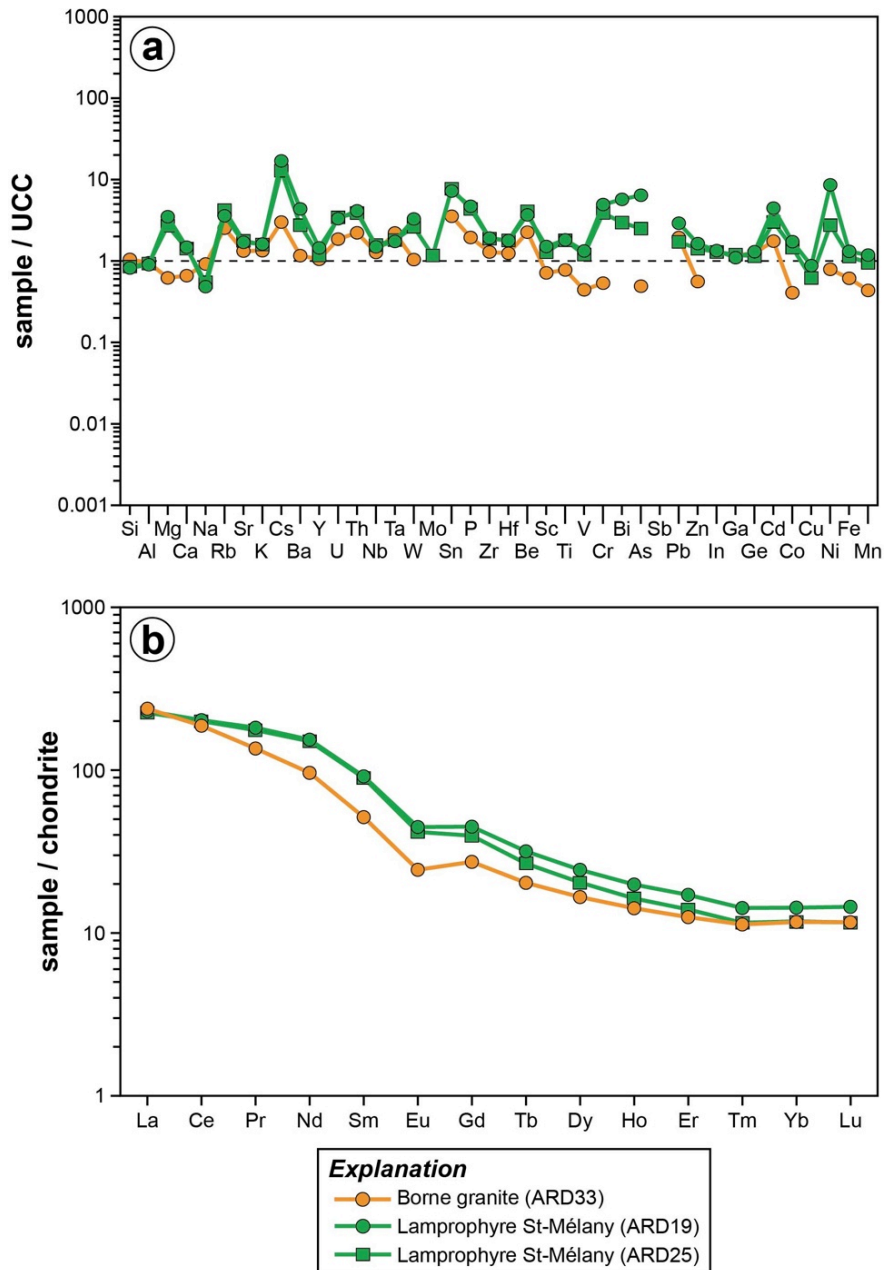 a
1000
100
10
1
0.1
0.01
0.001
sample / UCC
Si Mg Na Sr Cs Y Th Ta Mo P Hf Sc V Bi Sb Zn Ga Cd Cu Fe
Al Ca Rb K Ba U Nb W Sn Zr Be Ti Cr As Pb In Ge Co Ni Mn
b
1000
100
10
1
sample / chondrite
La Ce Pr Nd Sm Eu Gd Tb Dy Ho Er Tm Yb Lu
Explanation
Borne granite (ARD33)
Lamprophyre St-Mélany (ARD19)
Lamprophyre St-Mélany (ARD25)